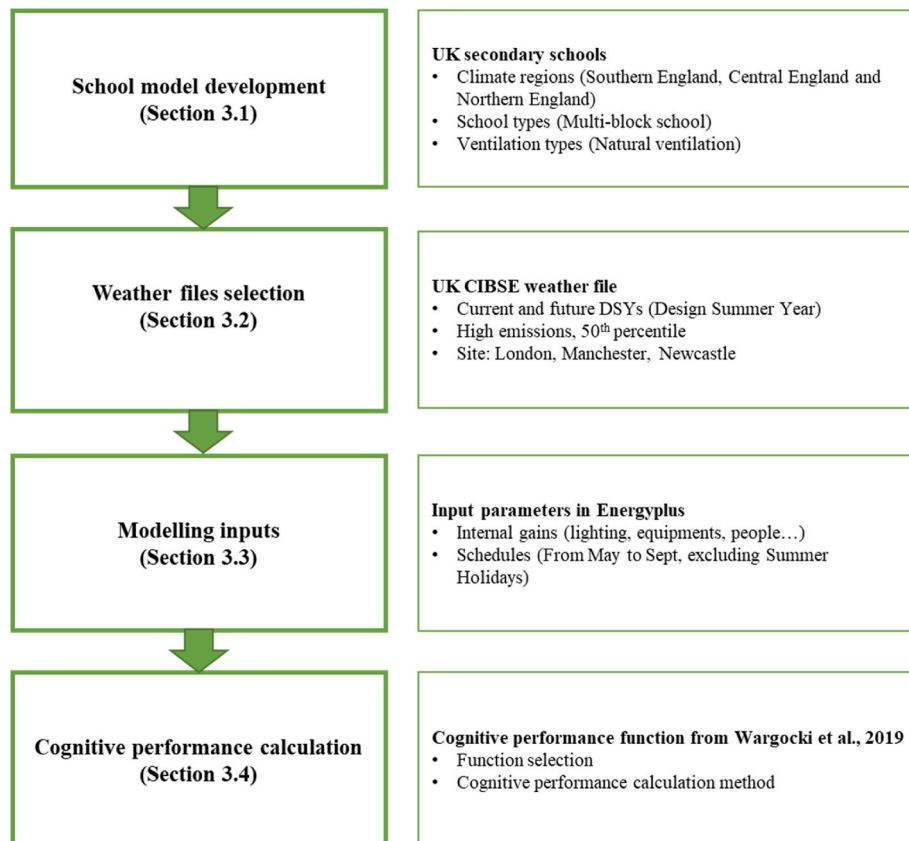 School model development
(Section 3.1)
UK secondary schools
• Climate regions (Southern England, Central England and
Northern England)
• School types (Multi-block school)
• Ventilation types (Natural ventilation)
Weather files selection
(Section 3.2)
UK CIBSE weather file
• Current and future DSYs (Design Summer Year)
• High emissions, 50th percentile
• Site: London, Manchester, Newcastle
Modelling inputs
(Section 3.3)
Input parameters in Energyplus
• Internal gains (lighting, equipments, people…)
• Schedules (From May to Sept, excluding Summer
Holidays)
Cognitive performance calculation
(Section 3.4)
Cognitive performance function from Wargocki et al., 2019
• Function selection
• Cognitive performance calculation method